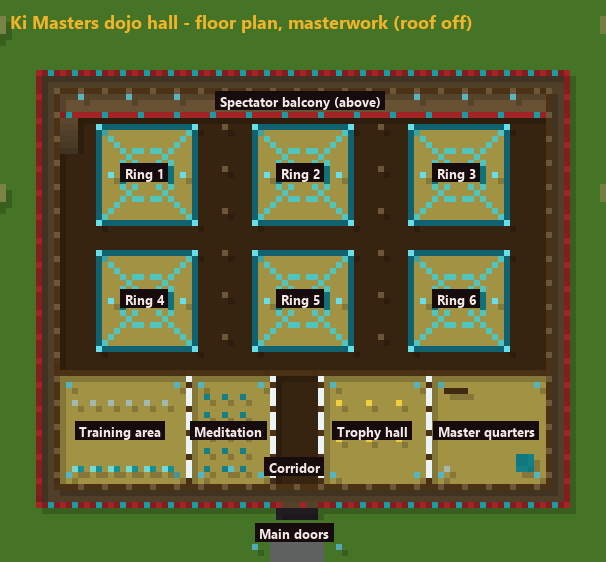 Ki Masters dojo hall - floor plan, masterwork (roof off)
Spectator balcony (above)
Ring 1
Ring 2
Ring 3
Ring 4
Ring 5
Ring 6
Training area
Meditation
Trophy hall
Master quarters
Corridor
Main doors